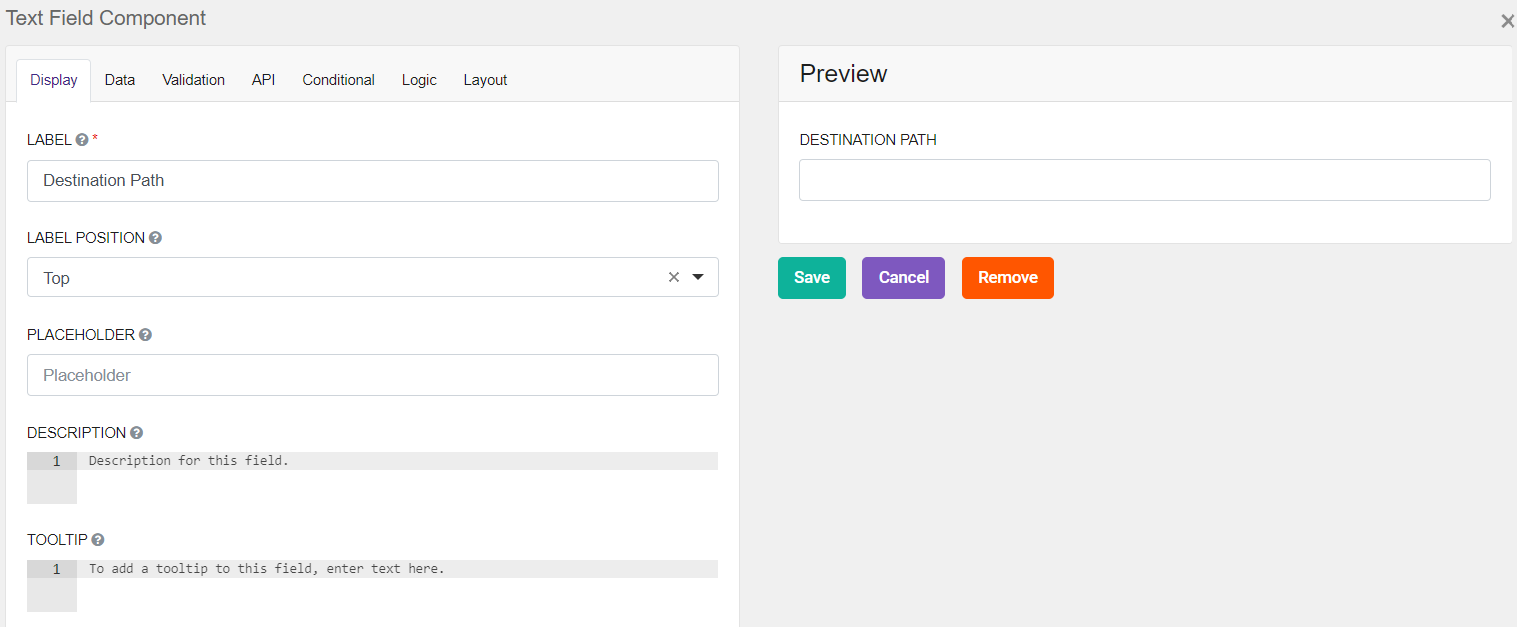 Text Field Component
×
Display Data Validation API Conditional Logic Layout
LABEL ? *
Destination Path
LABEL POSITION ?
Top ×
PLACEHOLDER ?
Placeholder
DESCRIPTION ?
1 Description for this field.
TOOLTIP ?
1 To add a tooltip to this field, enter text here.
Preview
DESTINATION PATH
Save Cancel Remove